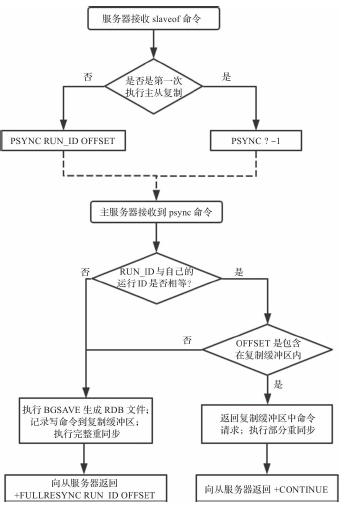 服务器接收 slaveof 命令
否
是否是第一次
执行主从复制
是
PSYNC RUN_ID OFFSET
PSYNC ? -1
主服务器接收到 psync 命令
否
RUN_ID 与自己的
运行 ID 是否相等?
是
否
OFFSET 是包含
在复制缓冲区内
是
执行 BGSAVE 生成 RDB 文件;
记录写命令到复制缓冲区;
执行完整重同步
返回复制缓冲区中命令
请求；执行部分重同步
向从服务器返回
+FULLRESYNC RUN_ID OFFSET
向从服务器返回 +CONTINUE